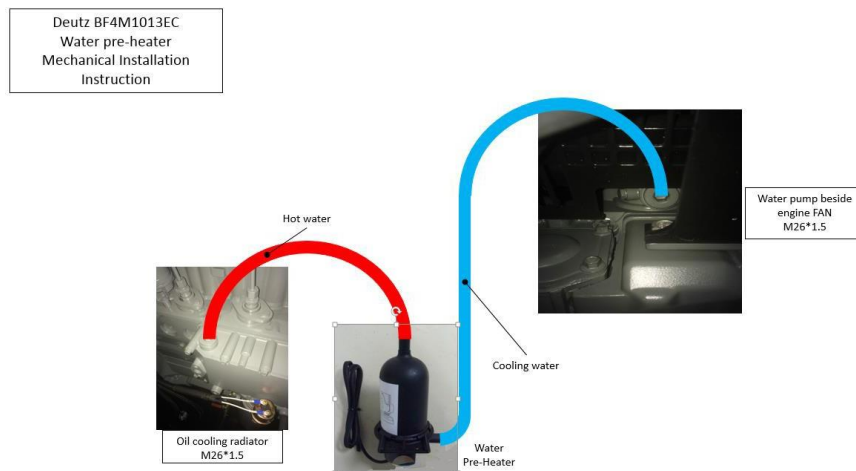 Deutz BF4M1013EC
Water pre-heater
Mechanical Installation
Instruction
Hot water
Water pump beside
engine FAN
M26*1.5
Cooling water
Oil cooling radiator
M26*1.5
Water
Pre-Heater